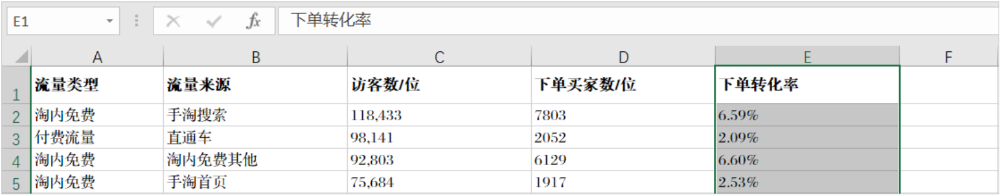 E1 fx 下单转化率
A B C D E F
1 流量类型 流量来源 访客数/位 下单买家数/位 下单转化率
2 淘内免费 手淘搜索 118,433 7803 6.59%
3 付费流量 直通车 98,141 2052 2.09%
4 淘内免费 淘内免费其他 92,803 6129 6.60%
5 淘内免费 手淘首页 75,684 1917 2.53%